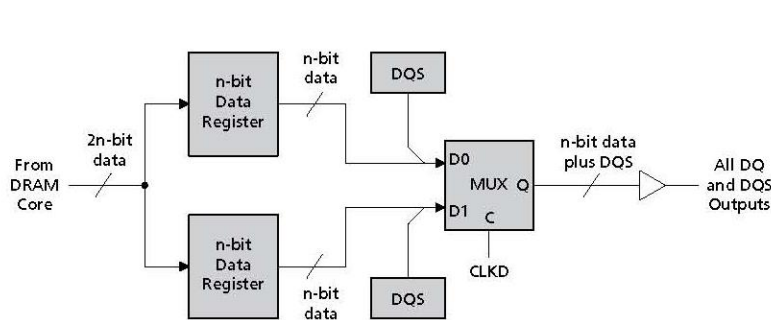 n-bit
Data
Register
n-bit
data
DQS
2n-bit
data
From
DRAM
Core
D0
MUX Q
D1
C
CLKD
n-bit data
plus DQS
All DQ
and DQS
Outputs
n-bit
Data
Register
n-bit
data
DQS